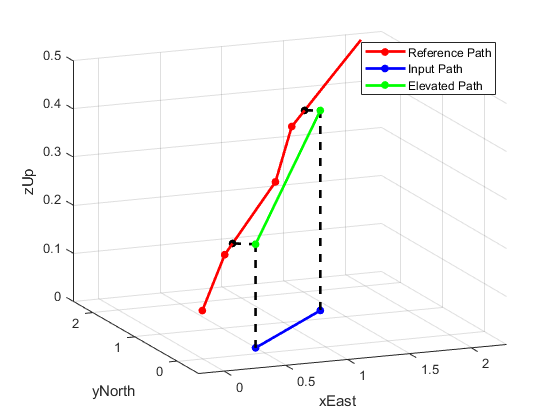 0.5
0.4
0.3
0.2
0.1
0
zUp
2
1
0
yNorth
0
0.5
1
1.5
2
xEast
Reference Path
Input Path
Elevated Path